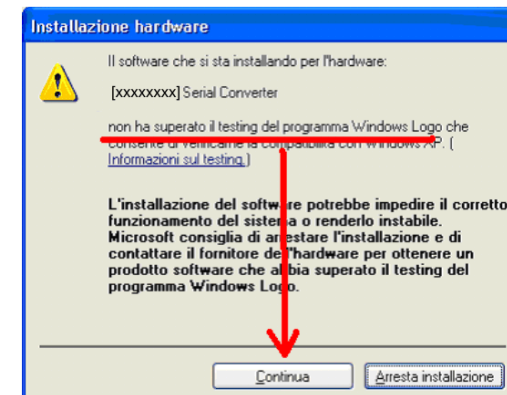 Installazione hardware
Il software che si sta installando per l'hardware:
[xxxxxxxx] Serial Converter
non ha superato il testing del programma Windows Logo che
consente di verificarne la compatibilità con Windows XP. (
Informazioni sul testing.)
L'installazione del software potrebbe impedire il corretto
funzionamento del sistema o renderlo instabile.
Microsoft consiglia di arrestare l'installazione e di
contattare il fornitore dell'hardware per ottenere un
prodotto software che abbia superato il testing del
programma Windows Logo.
Continua
Arresta installazione